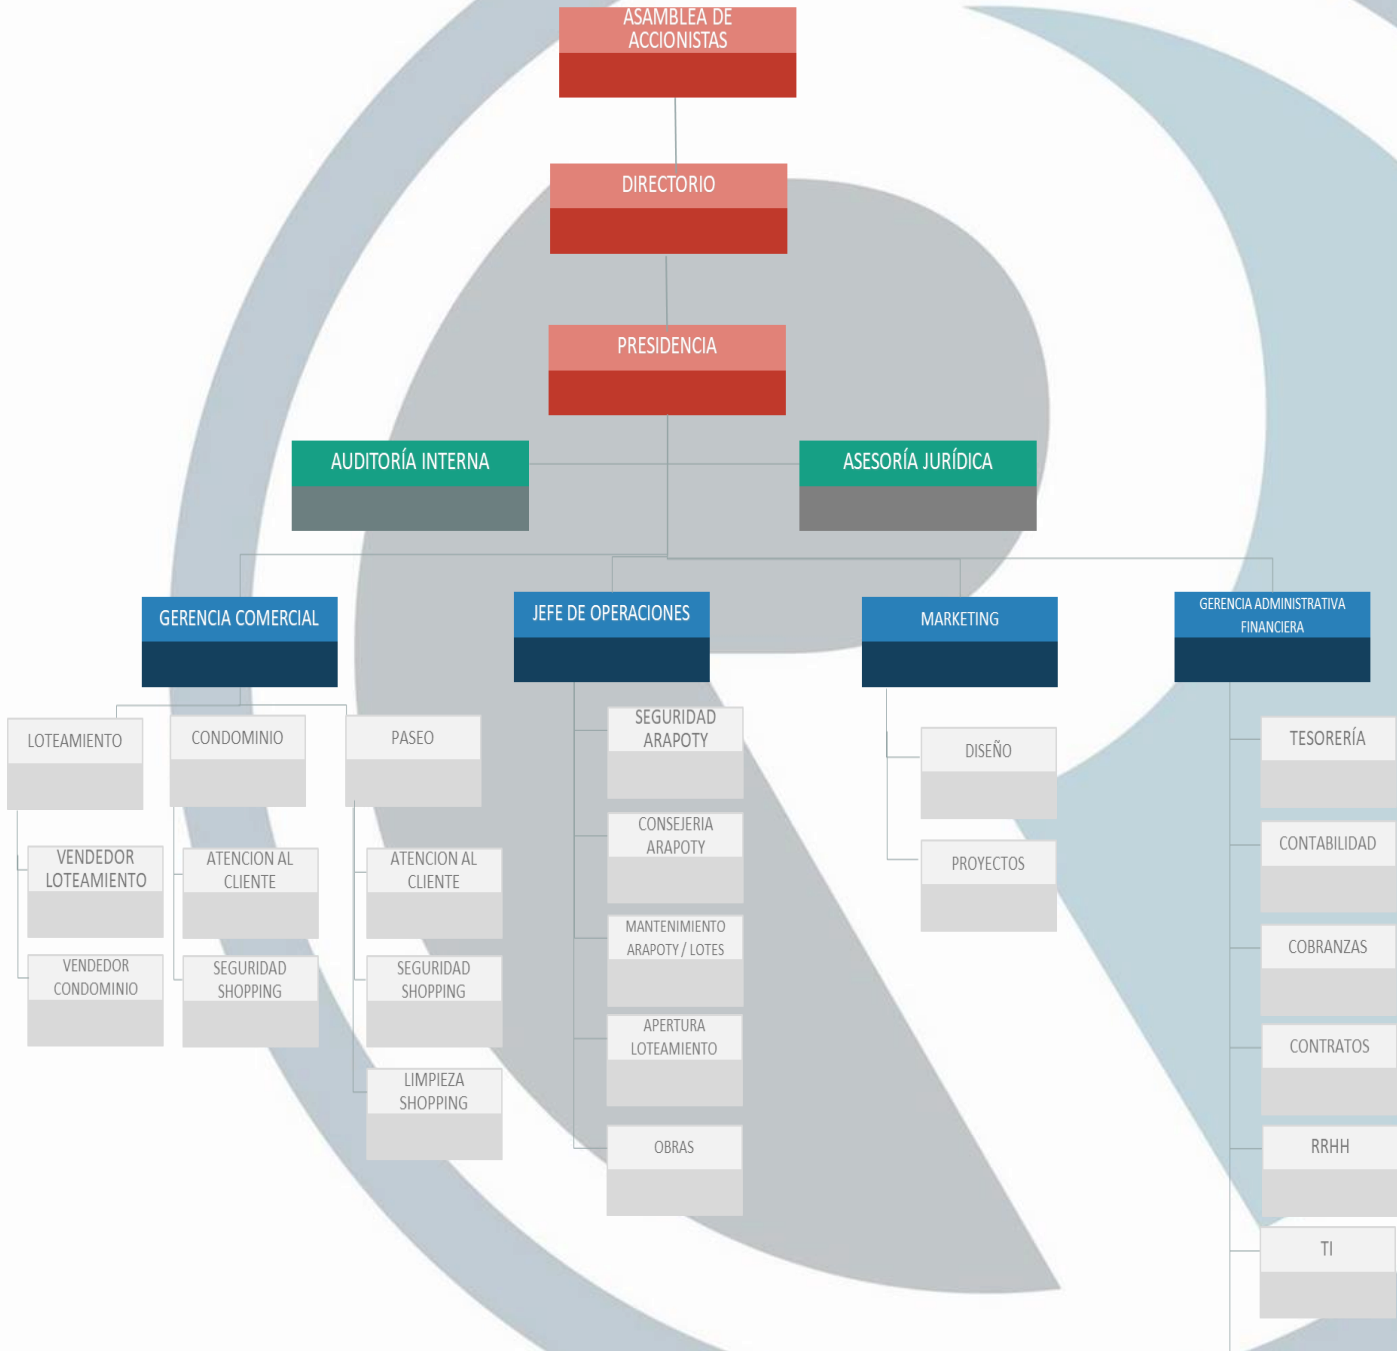 ASAMBLEA DE
ACCIONISTAS
DIRECTORIO
PRESIDENCIA
AUDITORÍA INTERNA
ASESORÍA JURÍDICA
GERENCIA COMERCIAL
JEFE DE OPERACIONES
MARKETING
GERENCIA ADMINISTRATIVA
FINANCIERA
LOTEAMIENTO
CONDOMINIO
PASEO
VENDEDOR
LOTEAMIENTO
VENDEDOR
CONDOMINIO
ATENCION AL
CLIENTE
SEGURIDAD
SHOPPING
ATENCION AL
CLIENTE
SEGURIDAD
SHOPPING
LIMPIEZA
SHOPPING
SEGURIDAD
ARAPOTY
CONSEJERIA
ARAPOTY
MANTENIMIENTO
ARAPOTY / LOTES
APERTURA
LOTEAMIENTO
OBRAS
DISEÑO
PROYECTOS
TESORERÍA
CONTABILIDAD
COBRANZAS
CONTRATOS
RRHH
TI